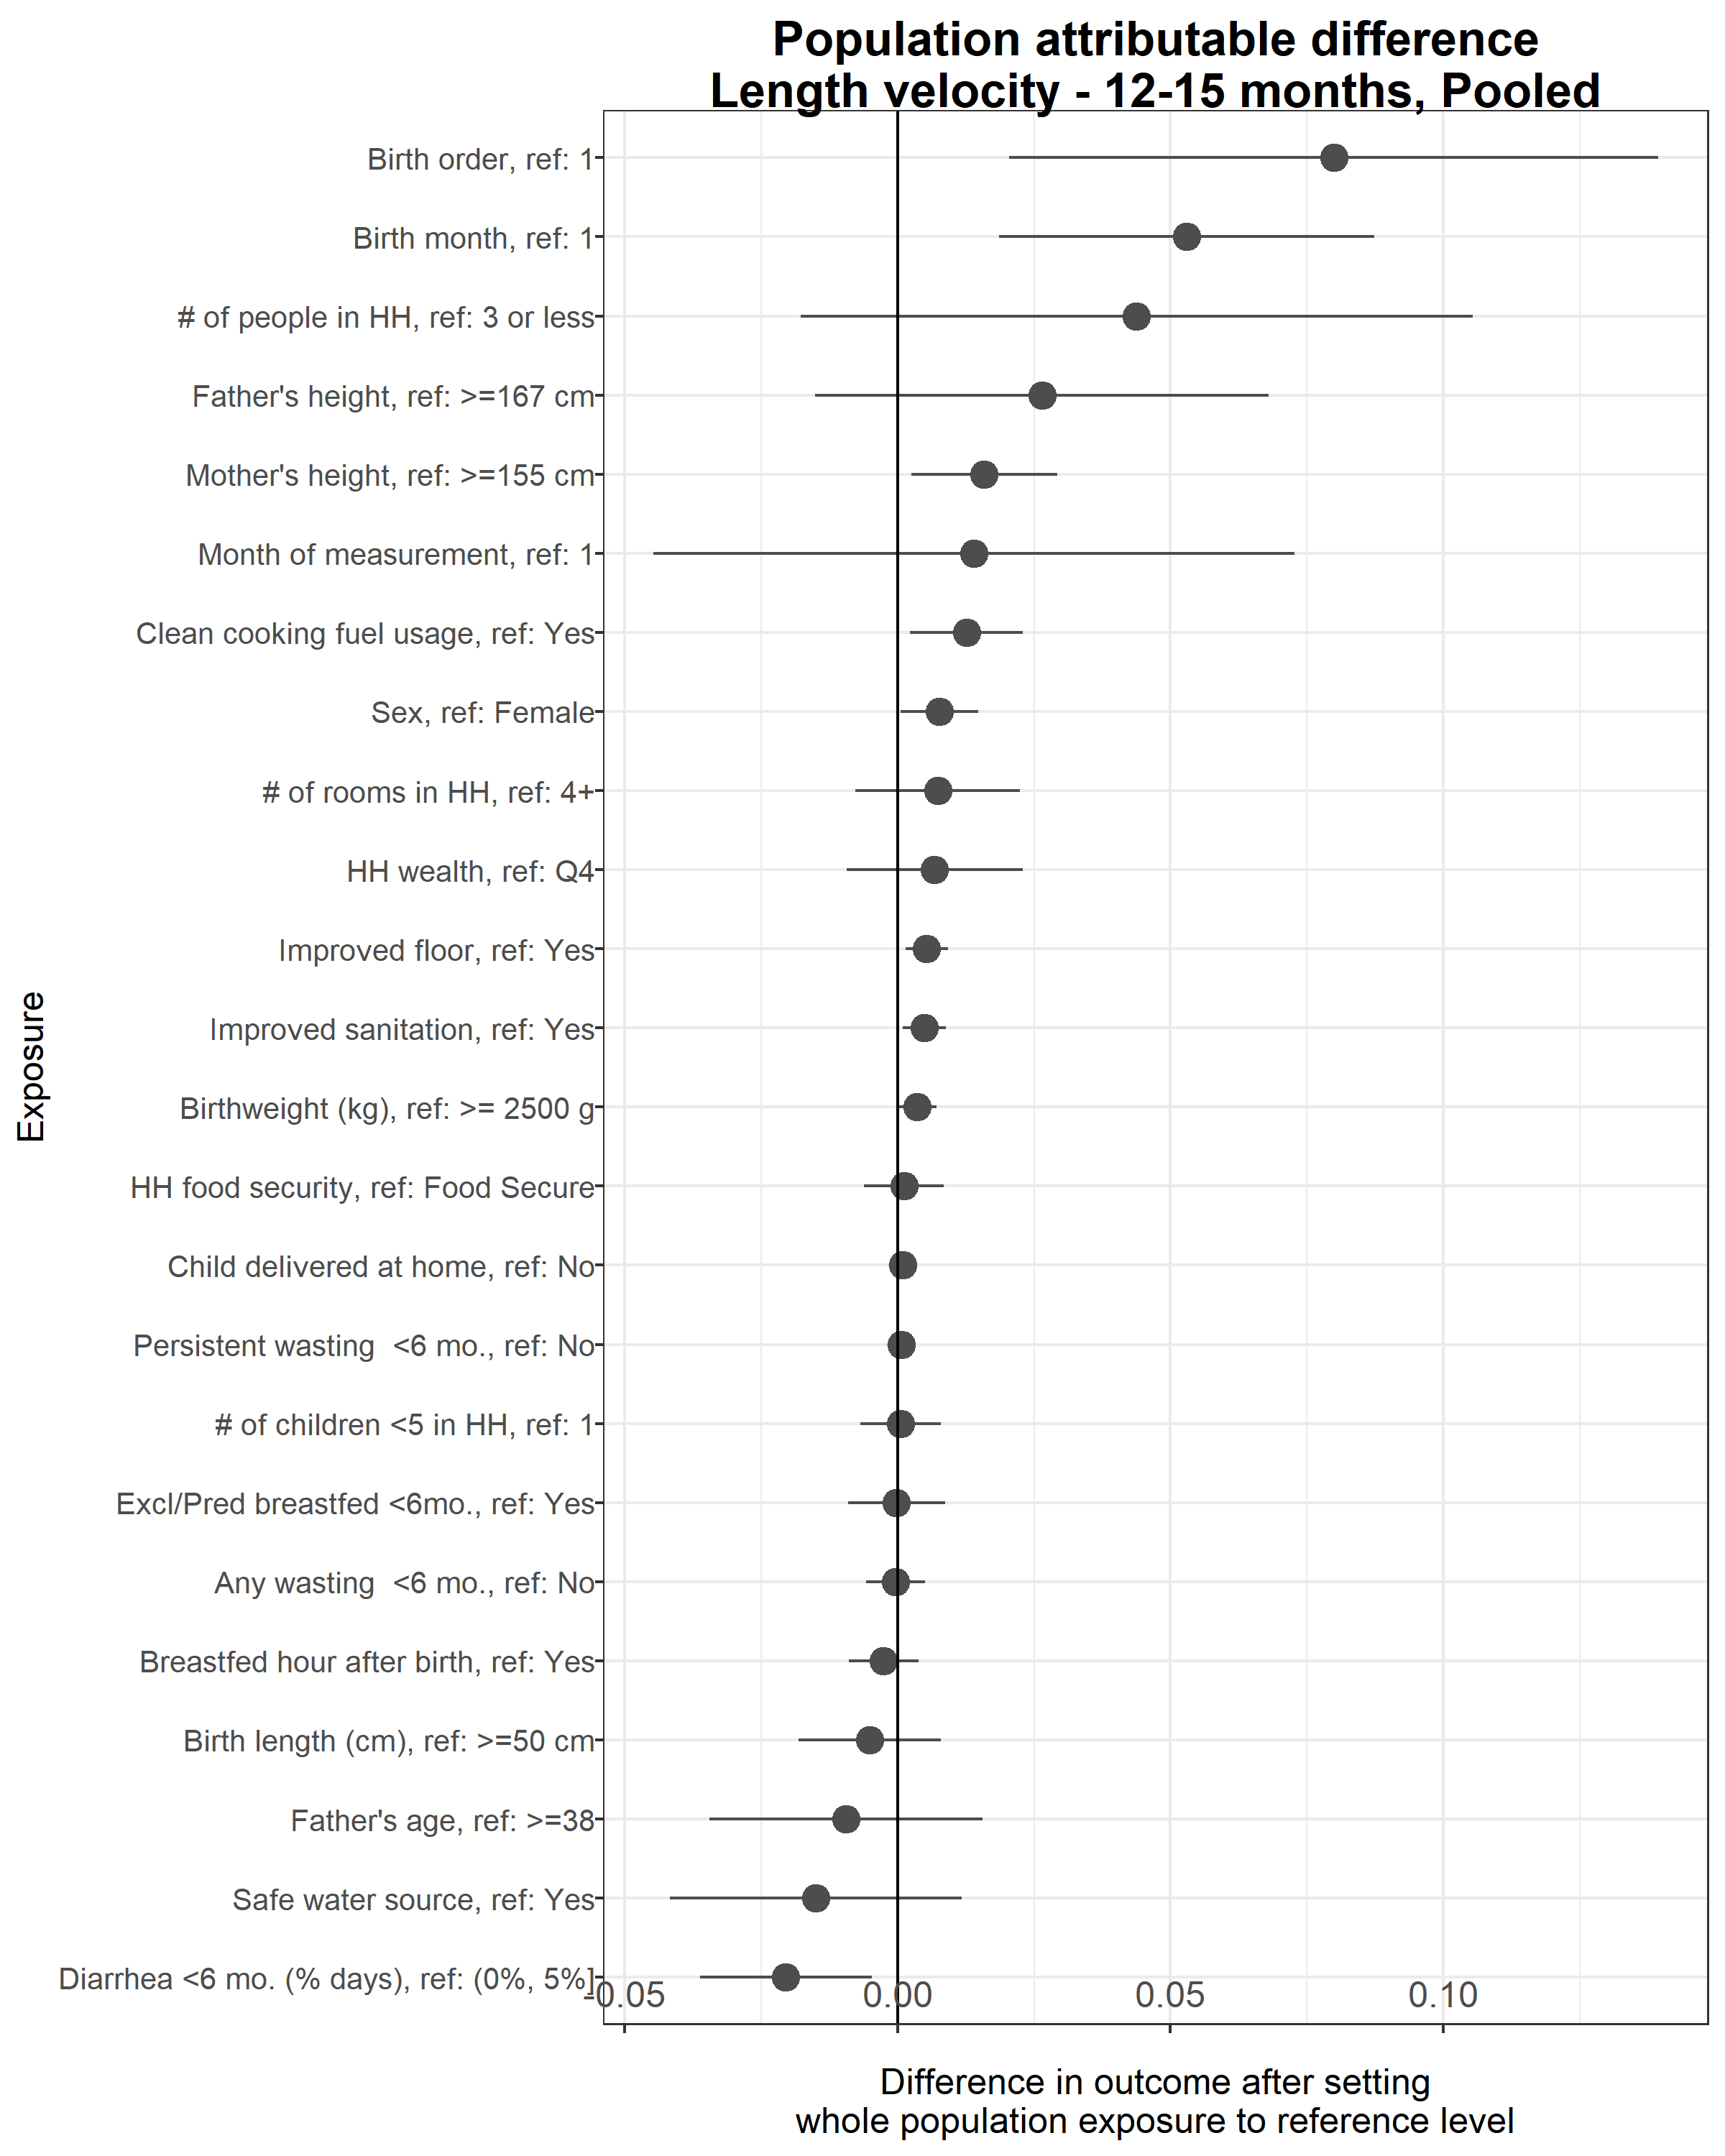 Population attributable difference
Length velocity - 12-15 months, Pooled
Birth order, ref: 1
Birth month, ref: 1
# of people in HH, ref: 3 or less
Father's height, ref: >=167 cm
Mother's height, ref: >=155 cm
Month of measurement, ref: 1
Clean cooking fuel usage, ref: Yes
Sex, ref: Female
# of rooms in HH, ref: 4+
HH wealth, ref: Q4
Improved floor, ref: Yes
Improved sanitation, ref: Yes
Birthweight (kg), ref: >= 2500 g
HH food security, ref: Food Secure
Child delivered at home, ref: No
Persistent wasting  <6 mo., ref: No
# of children <5 in HH, ref: 1
Excl/Pred breastfed <6mo., ref: Yes
Any wasting  <6 mo., ref: No
Breastfed hour after birth, ref: Yes
Birth length (cm), ref: >=50 cm
Father's age, ref: >=38
Safe water source, ref: Yes
Diarrhea <6 mo. (% days), ref: (0%, 5%]
Exposure
-0.05 0.00 0.05 0.10
Difference in outcome after setting
whole population exposure to reference level